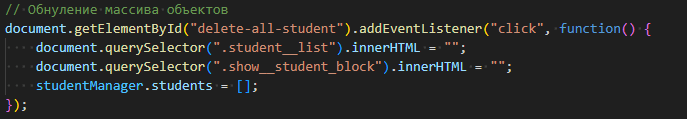 // Обнуление массива объектов
document.getElementById("delete-all-student").addEventListener("click", function() {
    document.querySelector(".student__list").innerHTML = "";
    document.querySelector(".show__student_block").innerHTML = "";
    studentManager.students = [];
});